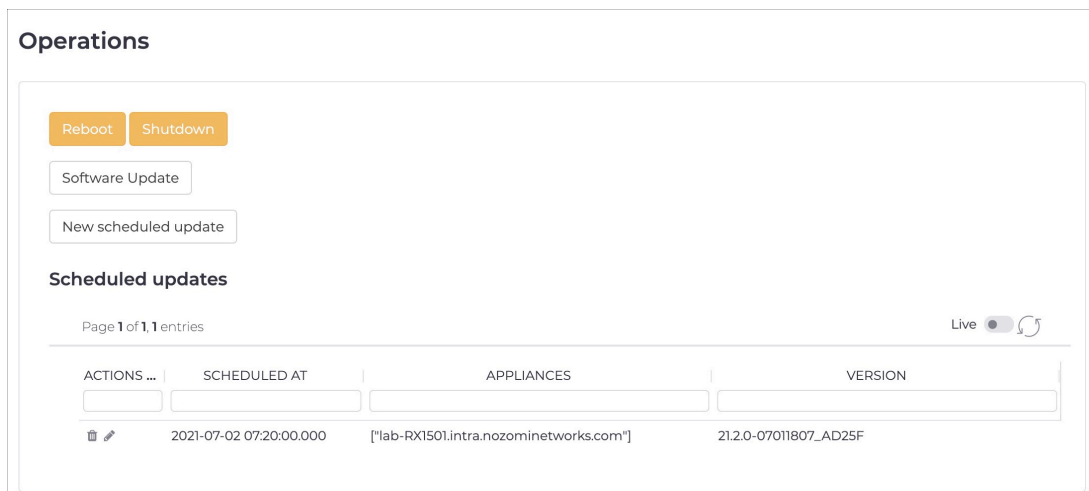 Operations
Reboot Shutdown
Software Update
New scheduled update
Scheduled updates
Page 1 of 1, 1 entries Live
ACTIONS ... SCHEDULED AT APPLIANCES VERSION
2021-07-02 07:20:00.000 ["lab-RX1501.intra.nozominetworks.com"] 21.2.0-07011807_AD25F